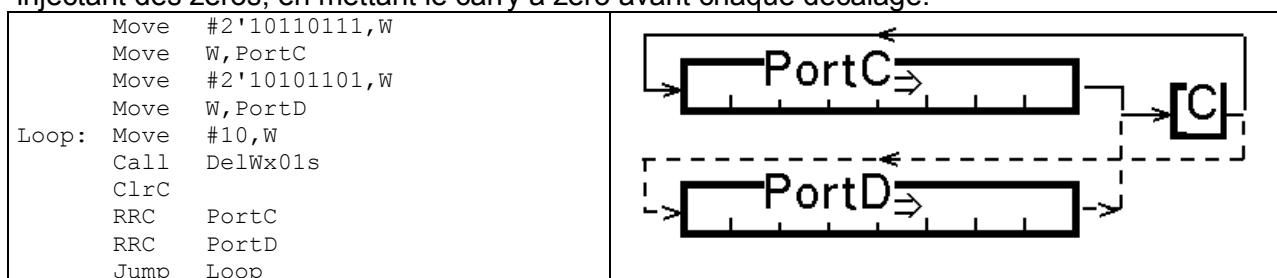 injectant des zéros, en mettant le carry à zéro avant chaque décalage.
Move #2'10110111,W
Move W,PortC
Move #2'10101101,W
Move W,PortD
Loop: Move #10,W
Call DelWx01s
ClrC
RRC PortC
RRC PortD
Jump Loop
PortC⇒
C
PortD⇒